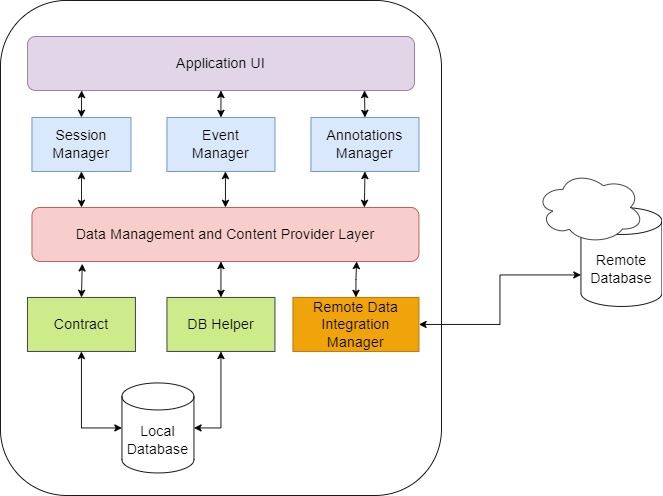 Application UI
Session
Manager
Event
Manager
Annotations
Manager
Data Management and Content Provider Layer
Remote
Database
Contract
DB Helper
Remote Data
Integration
Manager
Local
Database